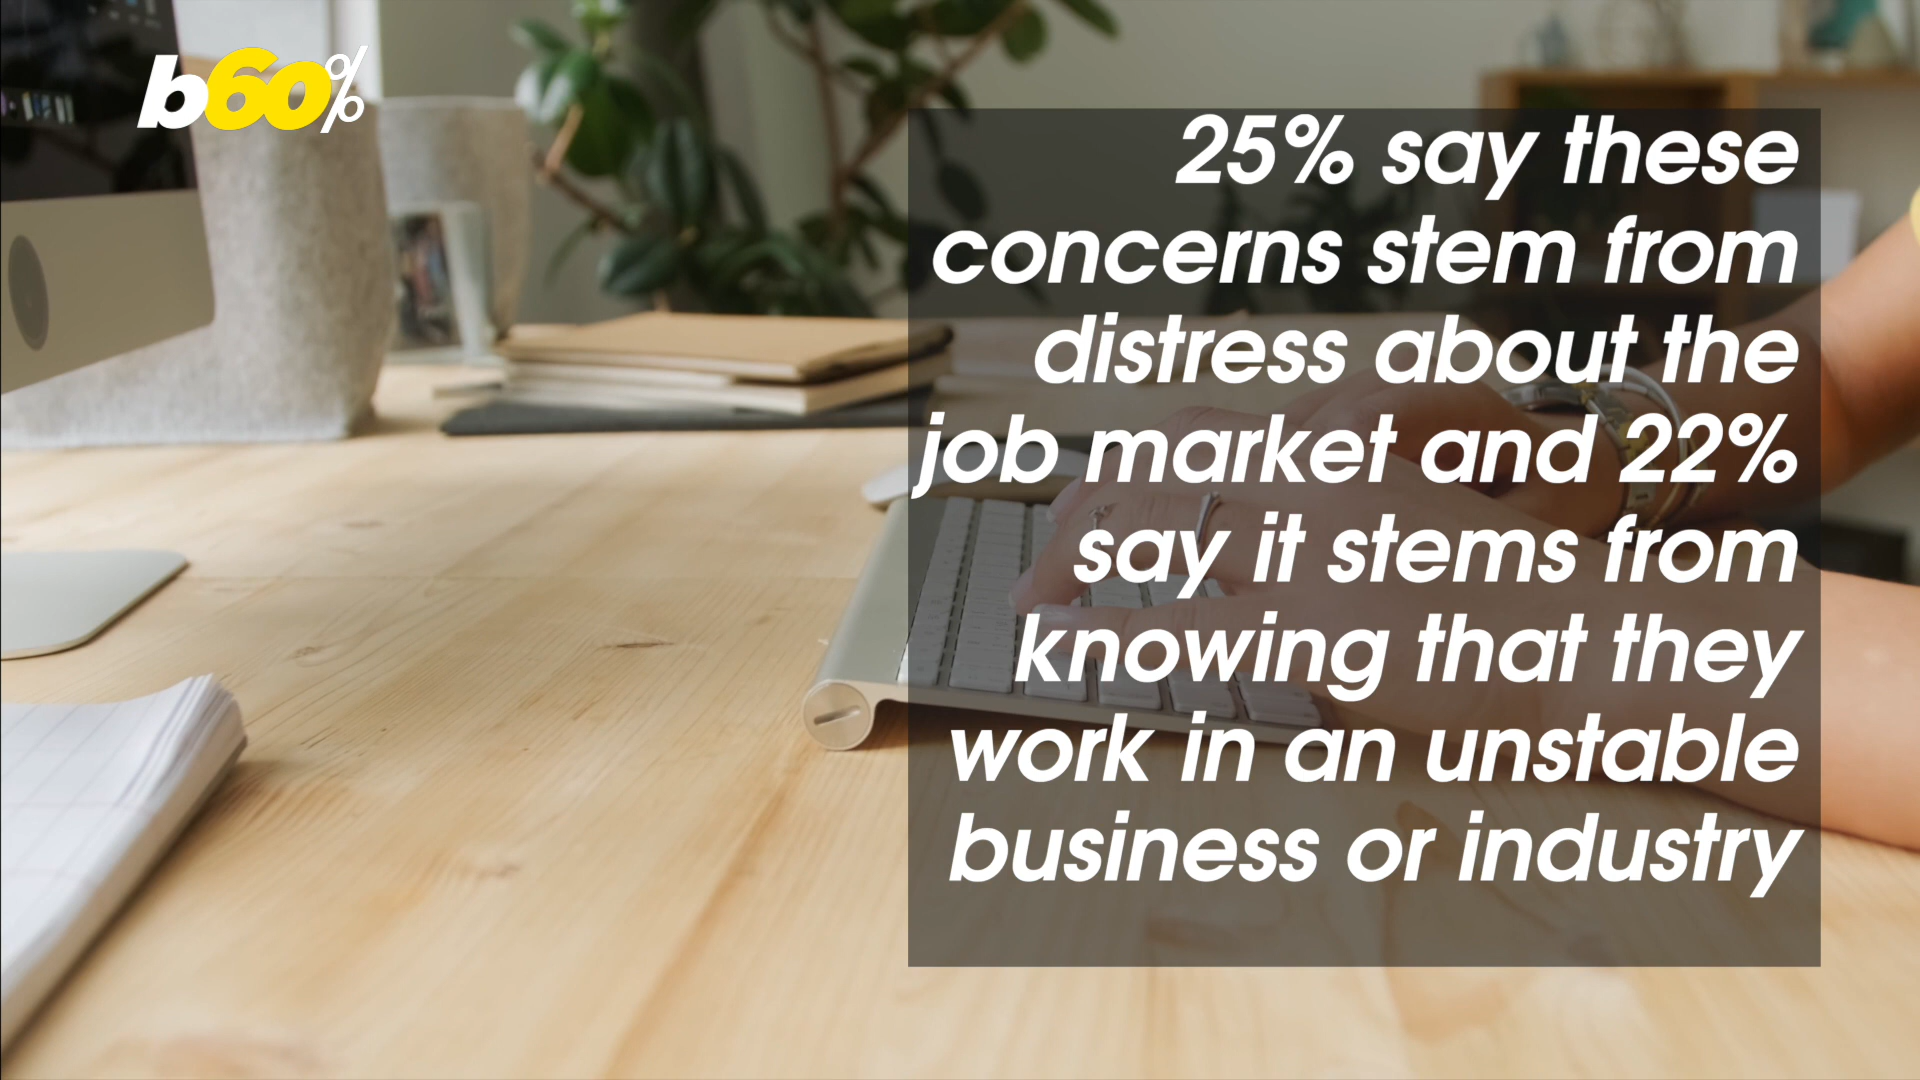 b60%
25% say these
concerns stem from
distress about the
job market and 22%
say it stems from
knowing that they
work in an unstable
business or industry